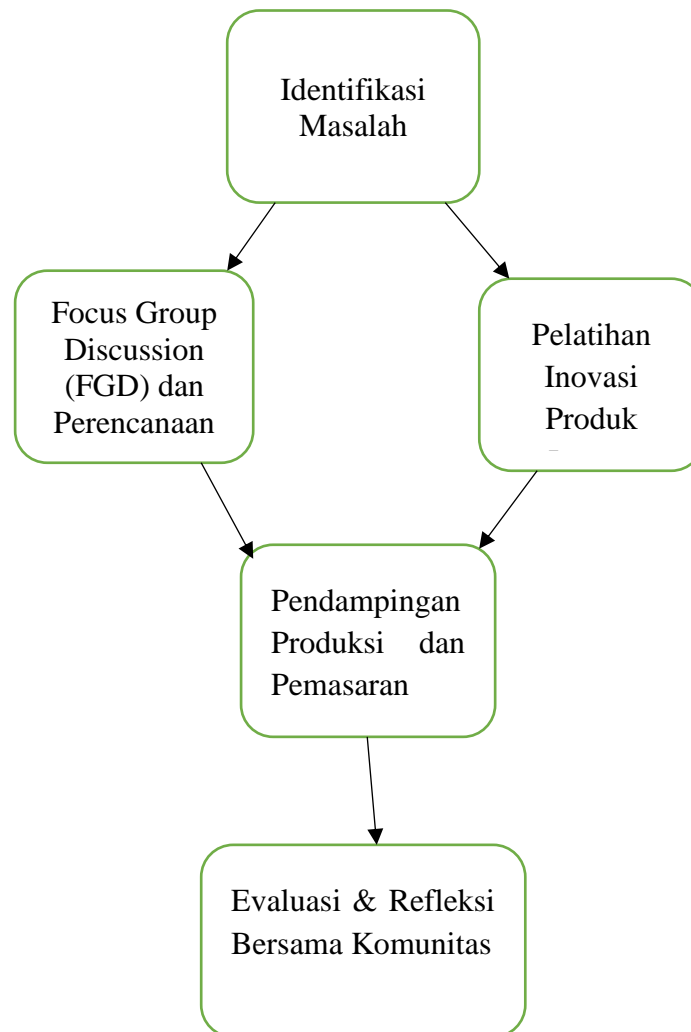 Identifikasi
Masalah
Focus Group
Discussion
(FGD) dan
Perencanaan
Pelatihan
Inovasi
Produk
Pendampingan
Produksi dan
Pemasaran
Evaluasi & Refleksi
Bersama Komunitas